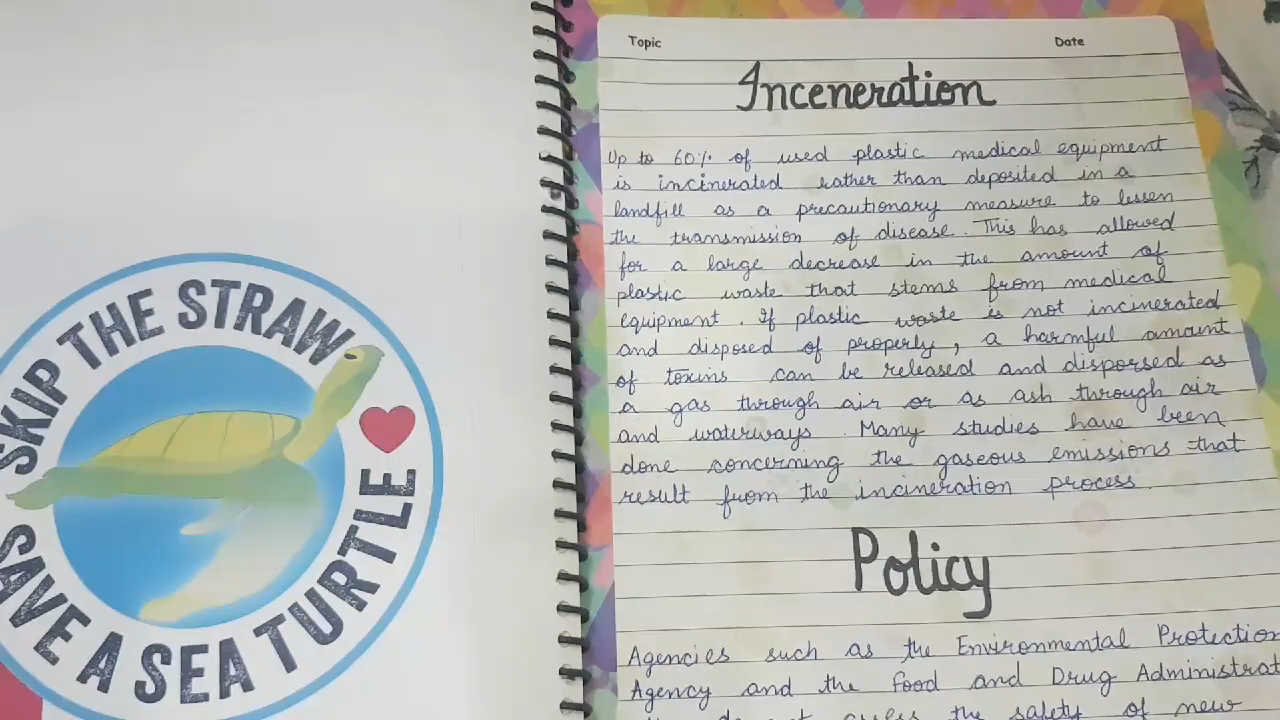 SKIP THE STRAW
SAVE A SEA TURTLE
Topic
Date
Inceneration
Up to 60% of used plastic medical equipment
is incinerated rather than deposited in a
landfill as a precautionary measure to lessen
the transmission of disease. This has allowed
for a large decrease in the amount of
plastic waste that stems from medical
equipment. If plastic waste is not incinerated
and disposed of properly, a harmful amount
of toxins can be released and dispersed as
a gas through air or as ash through air
and waterways. Many studies have been
done concerning the gaseous emissions that
result from the incineration process.
Policy
Agencies such as the Environmental Protection
Agency and the Food and Drug Administrat
the safety of new